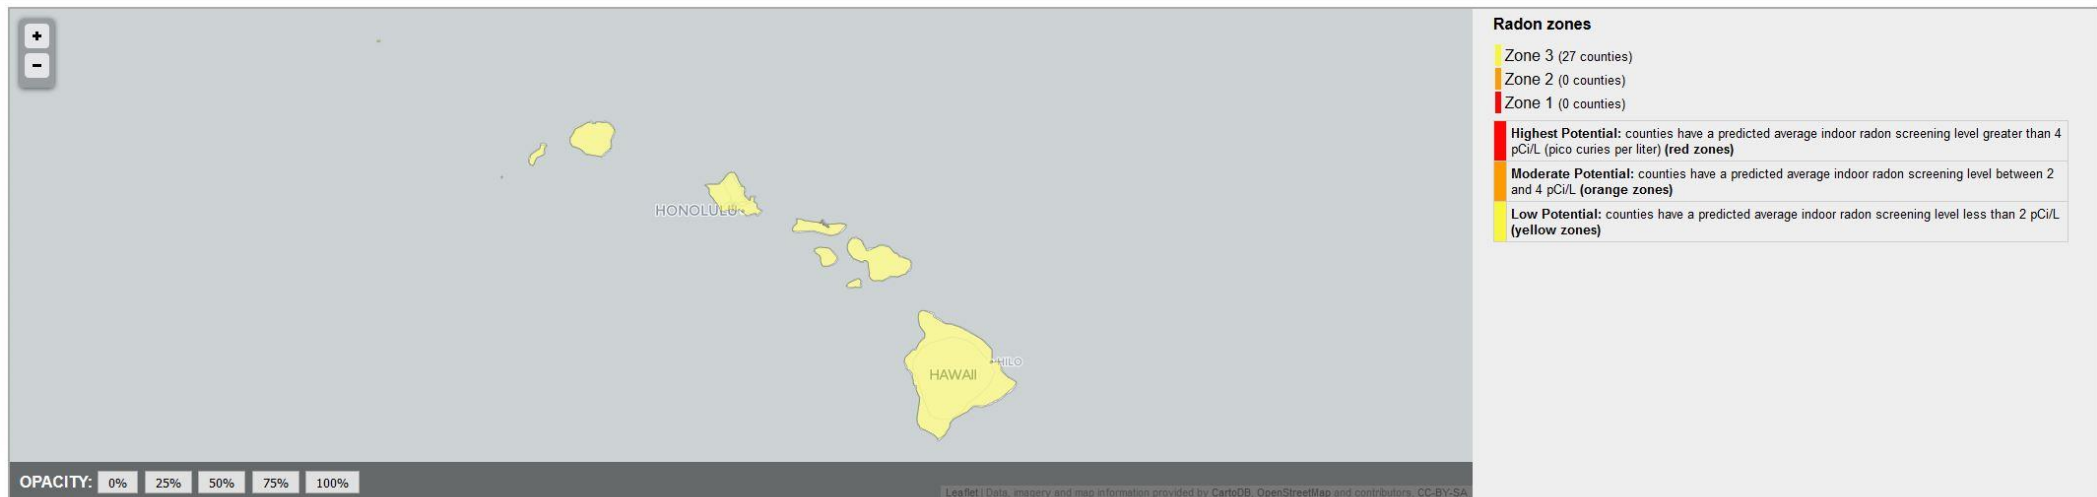 +
−
HONOLULU
HILO
HAWAII
OPACITY: 0% 25% 50% 75% 100%
Leaflet | Data, imagery and map information provided by CartoDB, OpenStreetMap and contributors, CC-BY-SA
Radon zones
Zone 3 (27 counties)
Zone 2 (0 counties)
Zone 1 (0 counties)
Highest Potential: counties have a predicted average indoor radon screening level greater than 4
pCi/L (pico curies per liter) (red zones)
Moderate Potential: counties have a predicted average indoor radon screening level between 2
and 4 pCi/L (orange zones)
Low Potential: counties have a predicted average indoor radon screening level less than 2 pCi/L
(yellow zones)